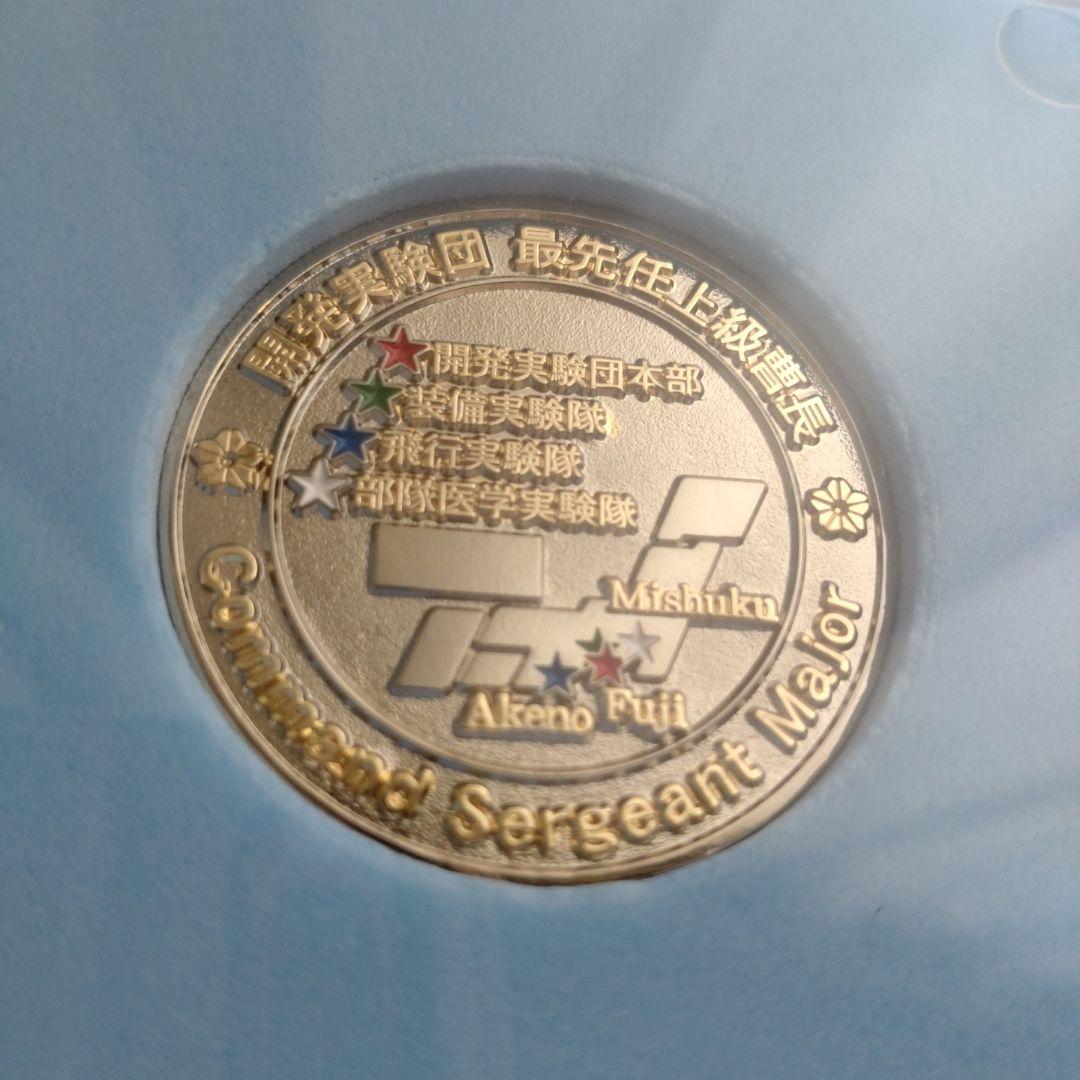 開発実験団 最先任上級曹長
開発実験団本部
装備実験隊
飛行実験隊
部隊医学実験隊
Mishuku
Akeno Fuji
Command Sergeant Major